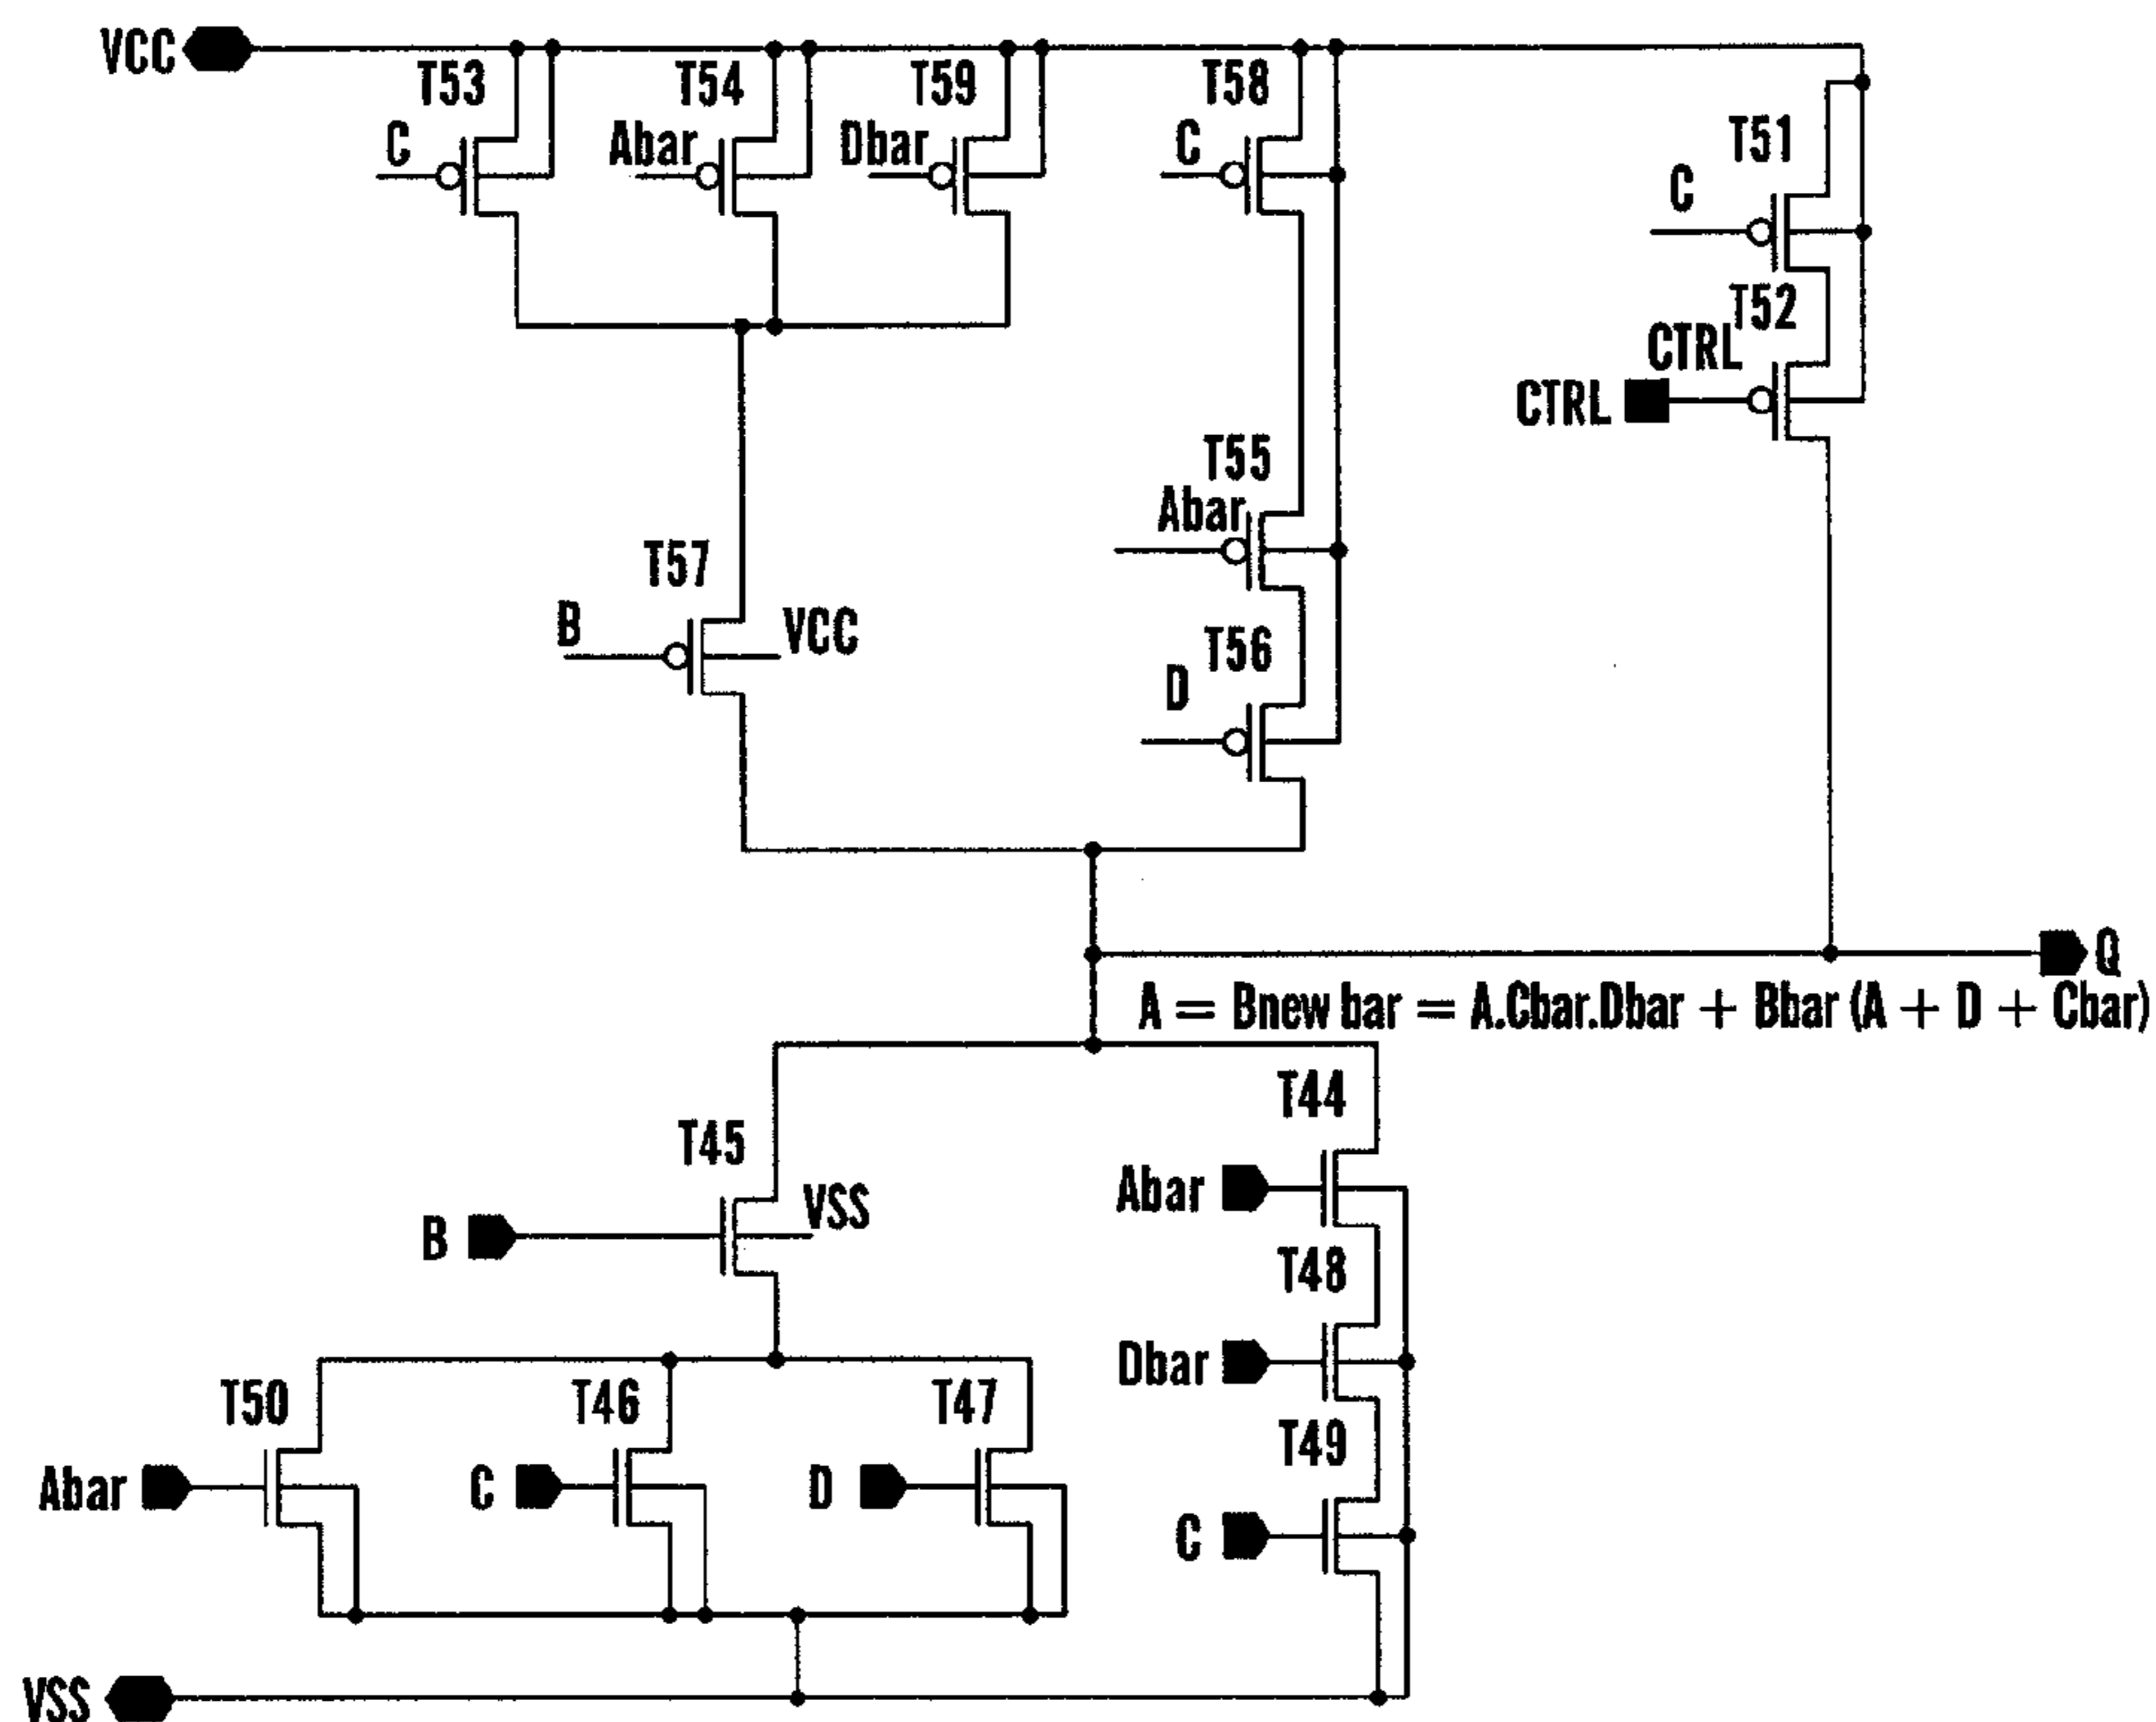 VCC
T53
T54
T59
T58
C
Abar
Dbar
C
T51
C
T52
CTRL
CTRL
T55
Abar
T57
B
VCC
T56
D
Q
A = Bnew bar = A.Cbar.Dbar + Bbar (A + D + Cbar)
T44
T45
Abar
VSS
B
T48
Dbar
T50
T46
T47
T49
Abar
C
D
C
VSS